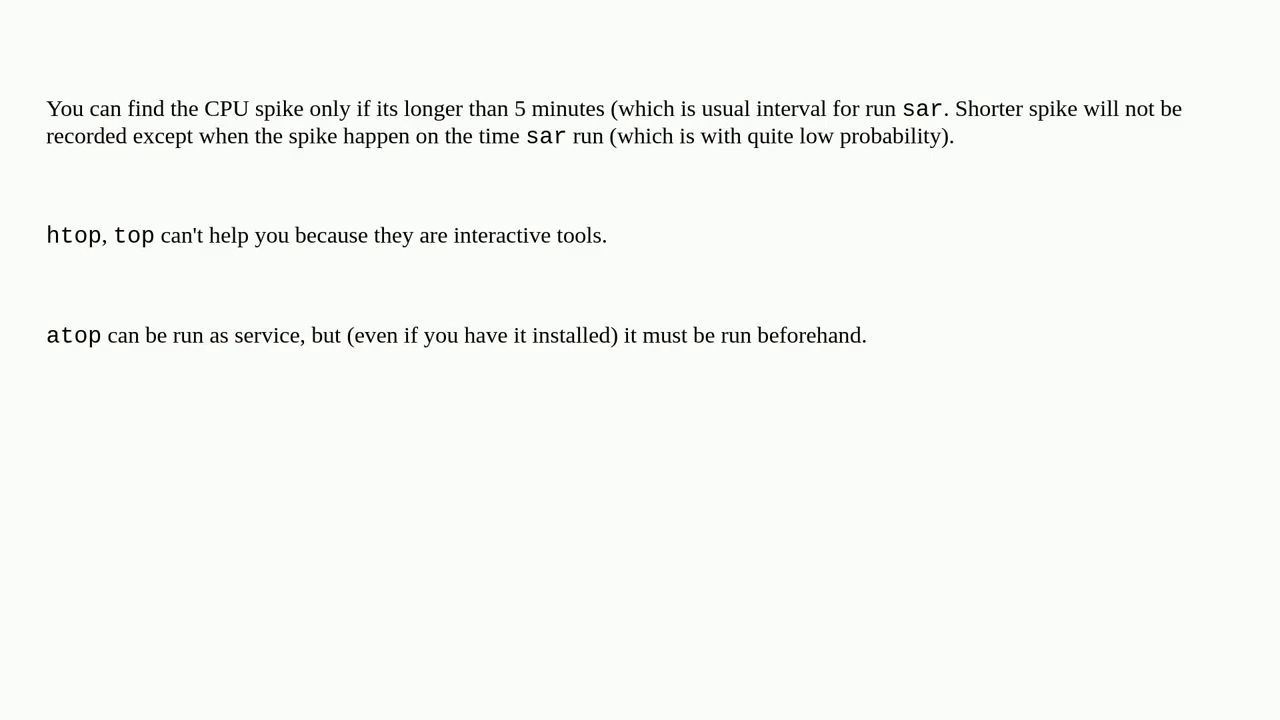 You can find the CPU spike only if its longer than 5 minutes (which is usual interval for run sar. Shorter spike will not be
recorded except when the spike happen on the time sar run (which is with quite low probability).
htop, top can't help you because they are interactive tools.
atop can be run as service, but (even if you have it installed) it must be run beforehand.